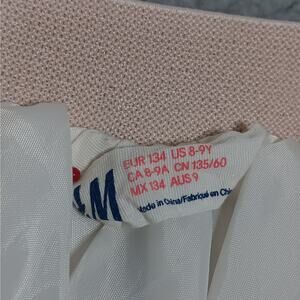 EUR 134 US 8-9Y
CA 8-9A CN 135/60
MX 134 AUS 9
&M
Made in China/Fabriqué en Chine